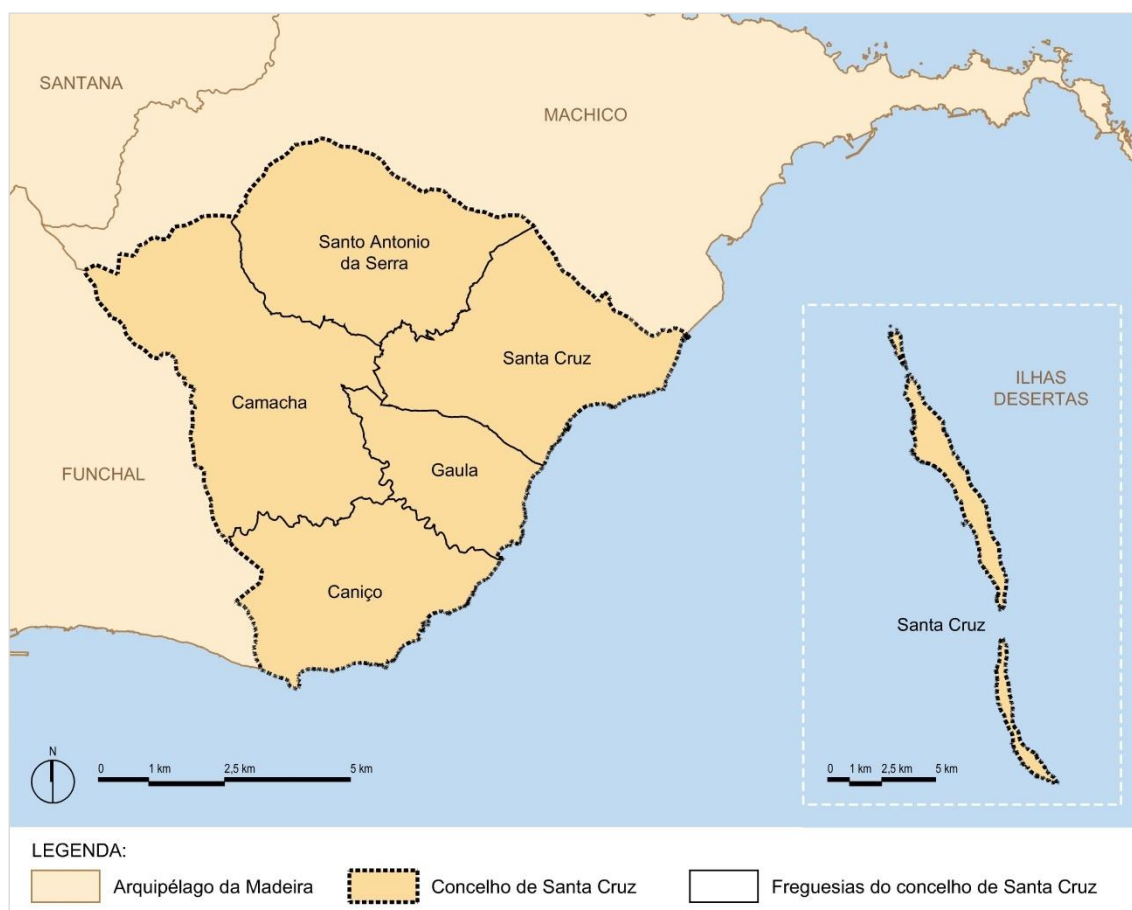 SANTANA
MACHICO
Santo Antonio
da Serra
Santa Cruz
ILHAS
DESERTAS
Camacha
FUNCHAL
Gaula
Caniço
Santa Cruz
N
0 1 km 2,5 km 5 km
0 1 km 2,5 km 5 km
LEGENDA:
Arquipélago da Madeira
Concelho de Santa Cruz
Freguesias do concelho de Santa Cruz